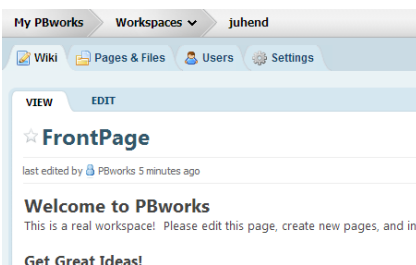 My PBworks Workspaces juhend
Wiki Pages & Files Users Settings
VIEW EDIT
FrontPage
last edited by PBworks 5 minutes ago
Welcome to PBworks
This is a real workspace! Please edit this page, create new pages, and in
Get Great Ideas!